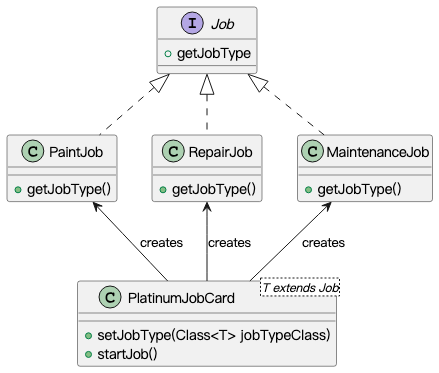 I Job
getJobType
C PaintJob
getJobType()
C RepairJob
getJobType()
C MaintenanceJob
getJobType()
creates
creates
creates
C PlatinumJobCard
T extends Job
setJobType(Class<T> jobTypeClass)
startJob()